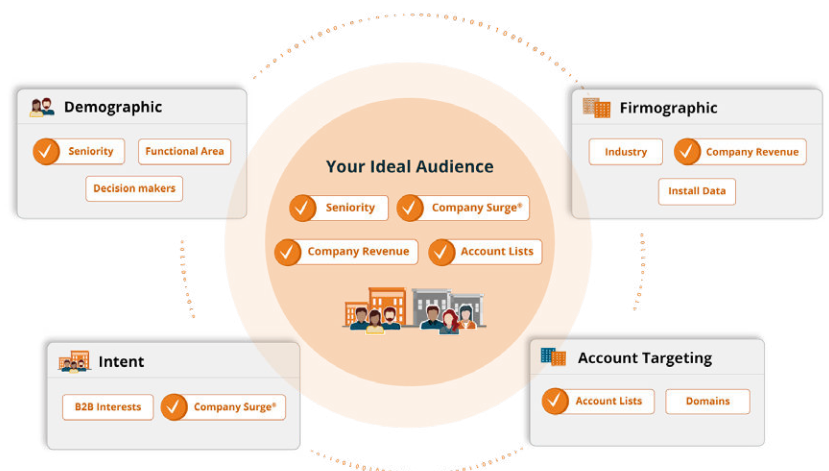 Demographic
Seniority
Functional Area
Decision makers
Firmographic
Industry
Company Revenue
Install Data
Your Ideal Audience
Seniority
Company Surge®
Company Revenue
Account Lists
Intent
B2B Interests
Company Surge®
Account Targeting
Account Lists
Domains